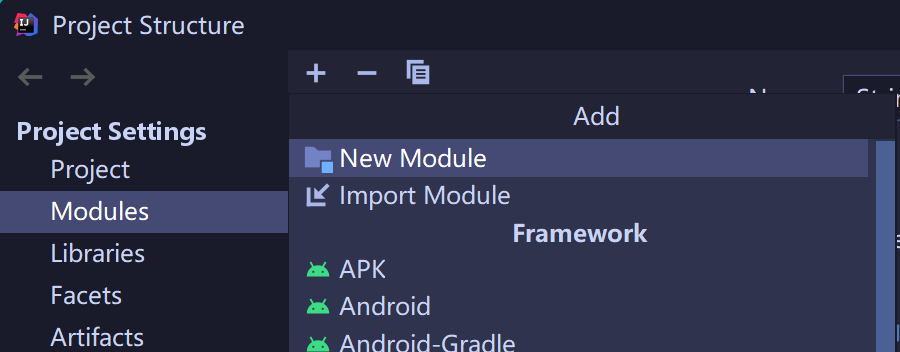 Project Structure
Project Settings
Project
Modules
Libraries
Facets
Artifacts
Add
New Module
Import Module
Framework
APK
Android
Android-Gradle